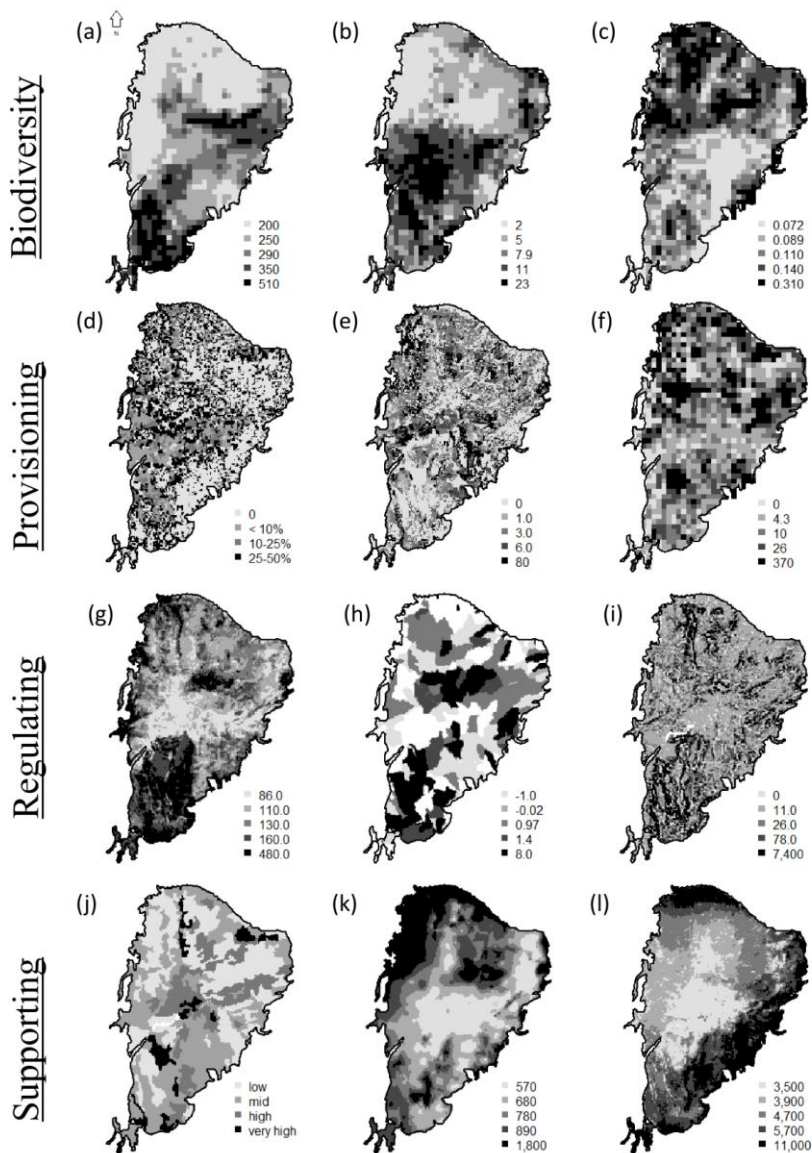 Biodiversity
(a)
N
200
250
290
350
510
(b)
2
5
7.9
11
23
(c)
0.072
0.089
0.110
0.140
0.310
Provisioning
(d)
0
< 10%
10-25%
25-50%
(e)
0
1.0
3.0
6.0
80
(f)
0
4.3
10
26
370
Regulating
(g)
86.0
110.0
130.0
160.0
480.0
(h)
-1.0
-0.02
0.97
1.4
8.0
(i)
0
11.0
26.0
78.0
7,400
Supporting
(j)
low
mid
high
very high
(k)
570
680
780
890
1,800
(l)
3,500
3,900
4,700
5,700
11,000